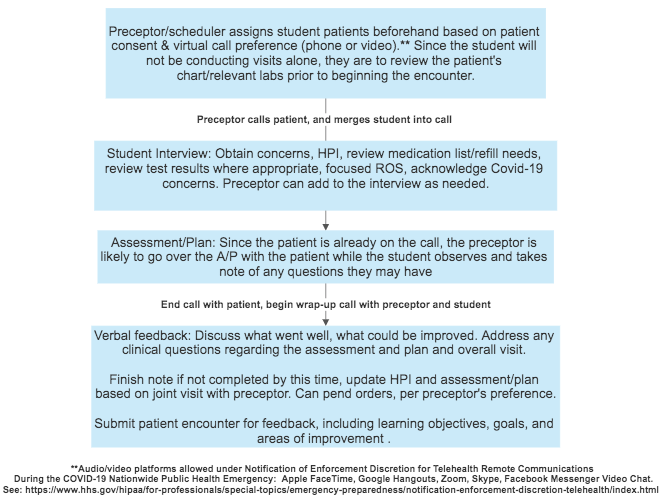 Preceptor/scheduler assigns student patients beforehand based on patient
consent & virtual call preference (phone or video).** Since the student will
not be conducting visits alone, they are to review the patient's
chart/relevant labs prior to beginning the encounter.
Preceptor calls patient, and merges student into call
Student Interview: Obtain concerns, HPI, review medication list/refill needs,
review test results where appropriate, focused ROS, acknowledge Covid-19
concerns. Preceptor can add to the interview as needed.
Assessment/Plan: Since the patient is already on the call, the preceptor is
likely to go over the A/P with the patient while the student observes and takes
note of any questions they may have
End call with patient, begin wrap-up call with preceptor and student
Verbal feedback: Discuss what went well, what could be improved. Address any
clinical questions regarding the assessment and plan and overall visit.
Finish note if not completed by this time, update HPI and assessment/plan
based on joint visit with preceptor. Can pend orders, per preceptor's preference.
Submit patient encounter for feedback, including learning objectives, goals, and
areas of improvement .
**Audio/video platforms allowed under Notification of Enforcement Discretion for Telehealth Remote Communications
During the COVID-19 Nationwide Public Health Emergency: Apple FaceTime, Google Hangouts, Zoom, Skype, Facebook Messenger Video Chat.
See: https://www.hhs.gov/hipaa/for-professionals/special-topics/emergency-preparedness/notification-enforcement-discretion-telehealth/index.html